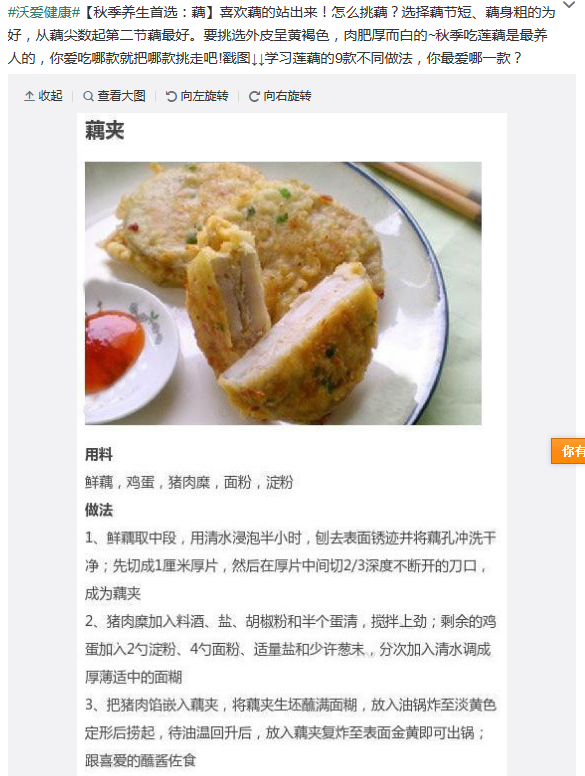 #沃爱健康#【秋季养生首选：藕】喜欢藕的站出来！怎么挑藕？选择藕节短、藕身粗的为
好，从藕尖数起第二节藕最好。要挑选外皮呈黄褐色，肉肥厚而白的~秋季吃莲藕是最养
人的，你爱吃哪款就把哪款挑走吧!戳图↓↓学习莲藕的9款不同做法，你最爱哪一款？
收起 查看大图 向左旋转 向右旋转
藕夹
用料
鲜藕，鸡蛋，猪肉糜，面粉，淀粉
做法
1、鲜藕取中段，用清水浸泡半小时，刨去表面锈迹并将藕孔冲洗干
净；先切成1厘米厚片，然后在厚片中间切2/3深度不断开的刀口，
成为藕夹
2、猪肉糜加入料酒、盐、胡椒粉和半个蛋清，搅拌上劲；剩余的鸡
蛋加入2勺淀粉、4勺面粉、适量盐和少许葱末，分次加入清水调成
厚薄适中的面糊
3、把猪肉馅嵌入藕夹，将藕夹生坯蘸满面糊，放入油锅炸至淡黄色
定形后捞起，待油温回升后，放入藕夹复炸至表面金黄即可出锅；
跟喜爱的蘸酱佐食
你有